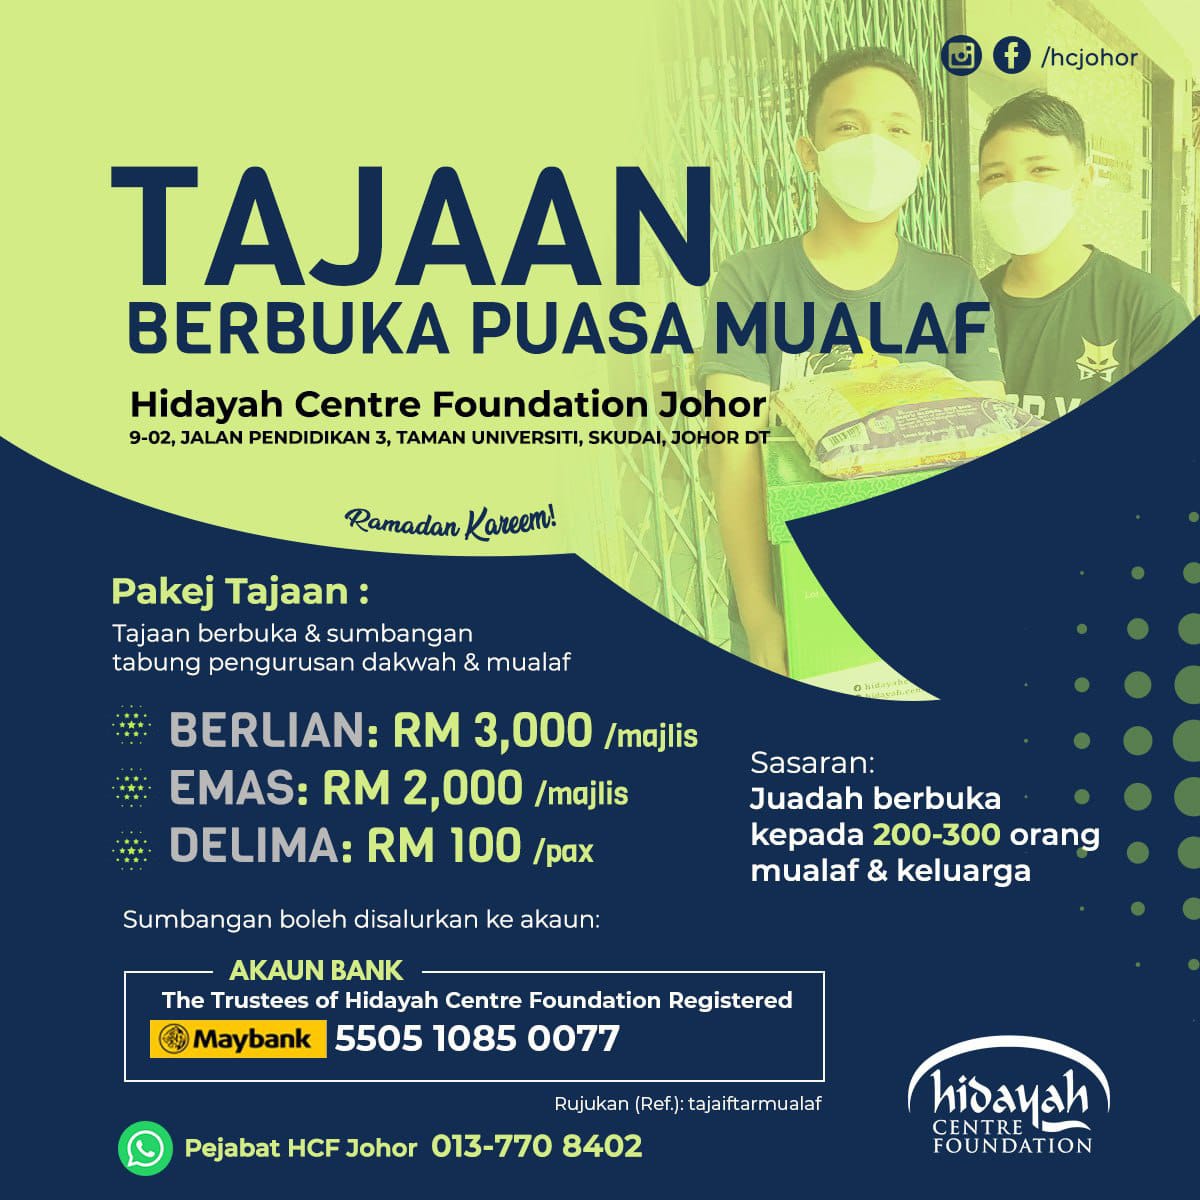 /hcjohor
TAJAAN
BERBUKA PUASA MUALAF
Hidayah Centre Foundation Johor
9-02, JALAN PENDIDIKAN 3, TAMAN UNIVERSITI, SKUDAI, JOHOR DT
Ramadan Kareem!
Pakej Tajaan :
Tajaan berbuka & sumbangan
tabung pengurusan dakwah & mualaf
BERLIAN: RM 3,000 /majlis
EMAS: RM 2,000 /majlis
DELIMA: RM 100 /pax
Sasaran:
Juadah berbuka
kepada 200-300 orang
mualaf & keluarga
Sumbangan boleh disalurkan ke akaun:
AKAUN BANK
The Trustees of Hidayah Centre Foundation Registered
Maybank 5505 1085 0077
Rujukan (Ref.): tajaiftarmualaf
Pejabat HCF Johor 013-770 8402
hidayah
CENTRE
FOUNDATION